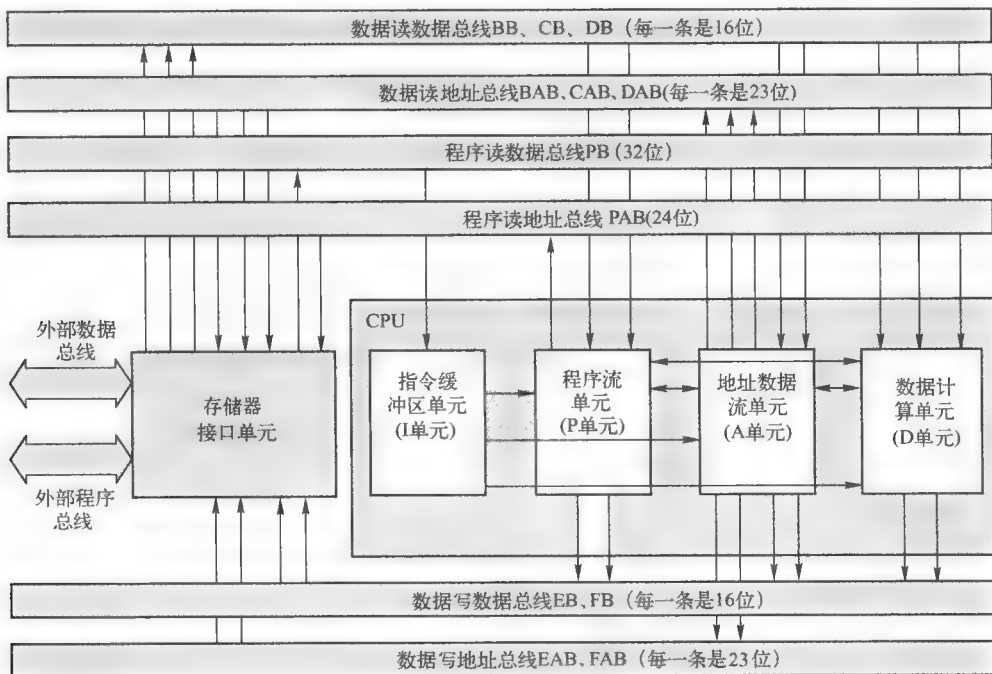 数据读数据总线BB、CB、DB（每一条是16位）
数据读地址总线BAB、CAB、DAB(每一条是23位)
程序读数据总线PB (32位)
程序读地址总线 PAB(24位)
CPU
外部数据
总线
外部程序
总线
存储器
接口单元
指令缓
冲区单元
(I单元)
程序流
单元
(P单元)
地址数据
流单元
(A单元)
数据计
算单元
(D单元)
数据写数据总线EB、FB（每一条是16位）
数据写地址总线EAB、FAB（每一条是23位）